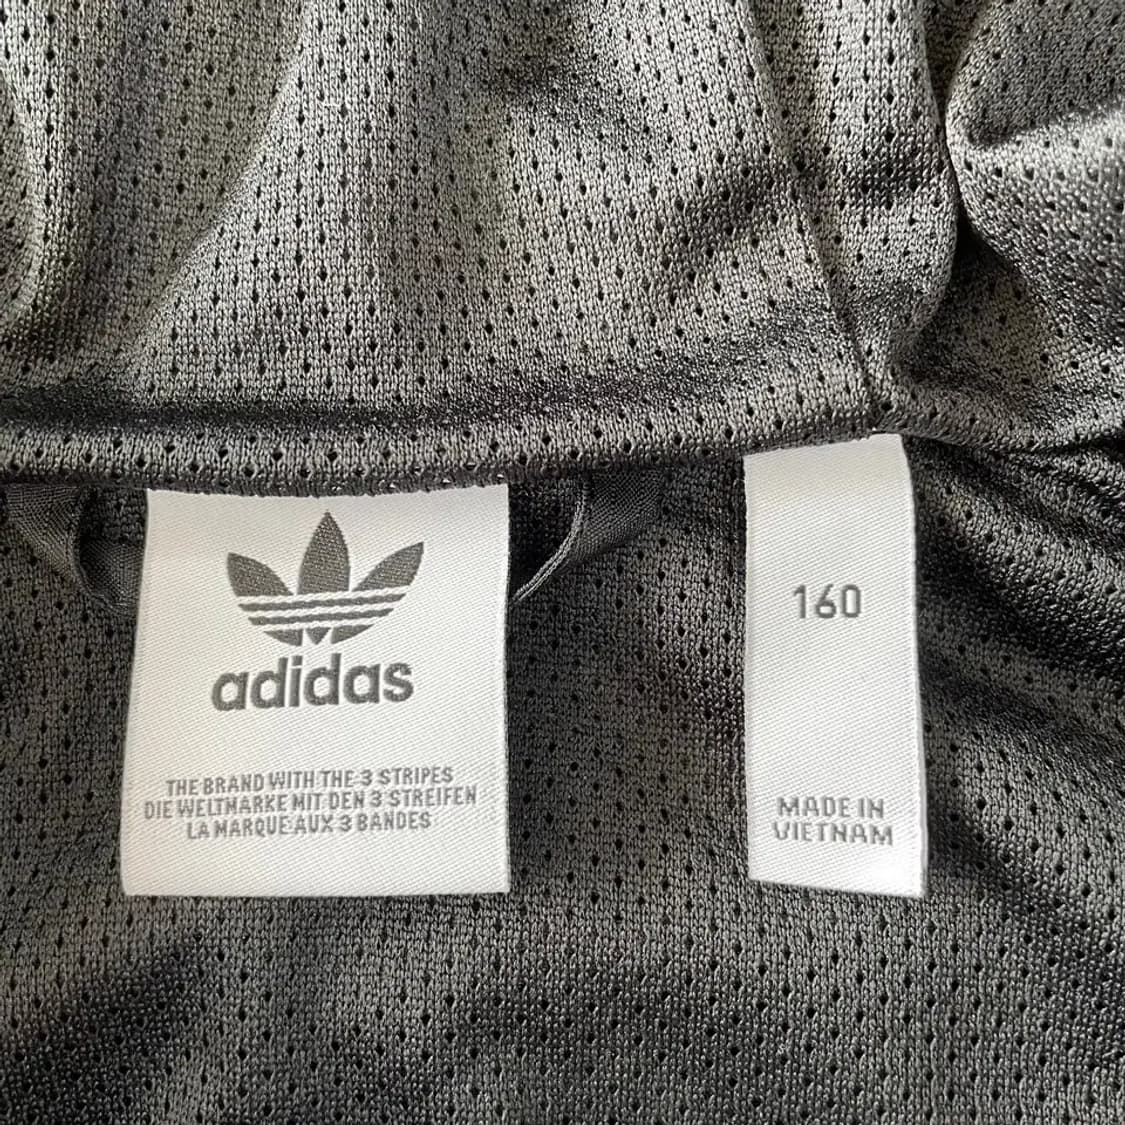 adidas
THE BRAND WITH THE 3 STRIPES
DIE WELTMARKE MIT DEN 3 STREIFEN
LA MARQUE AUX 3 BANDES
160
MADE IN
VIETNAM